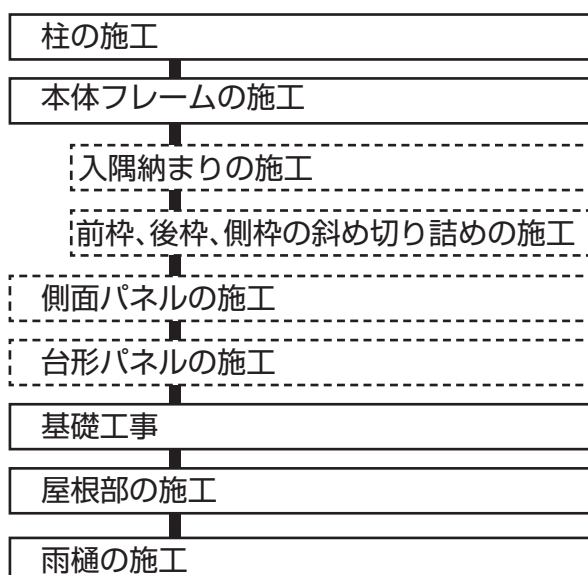 柱の施工
本体フレームの施工
入隅納まりの施工
前枠、後枠、側枠の斜め切り詰めの施工
側面パネルの施工
台形パネルの施工
基礎工事
屋根部の施工
雨樋の施工